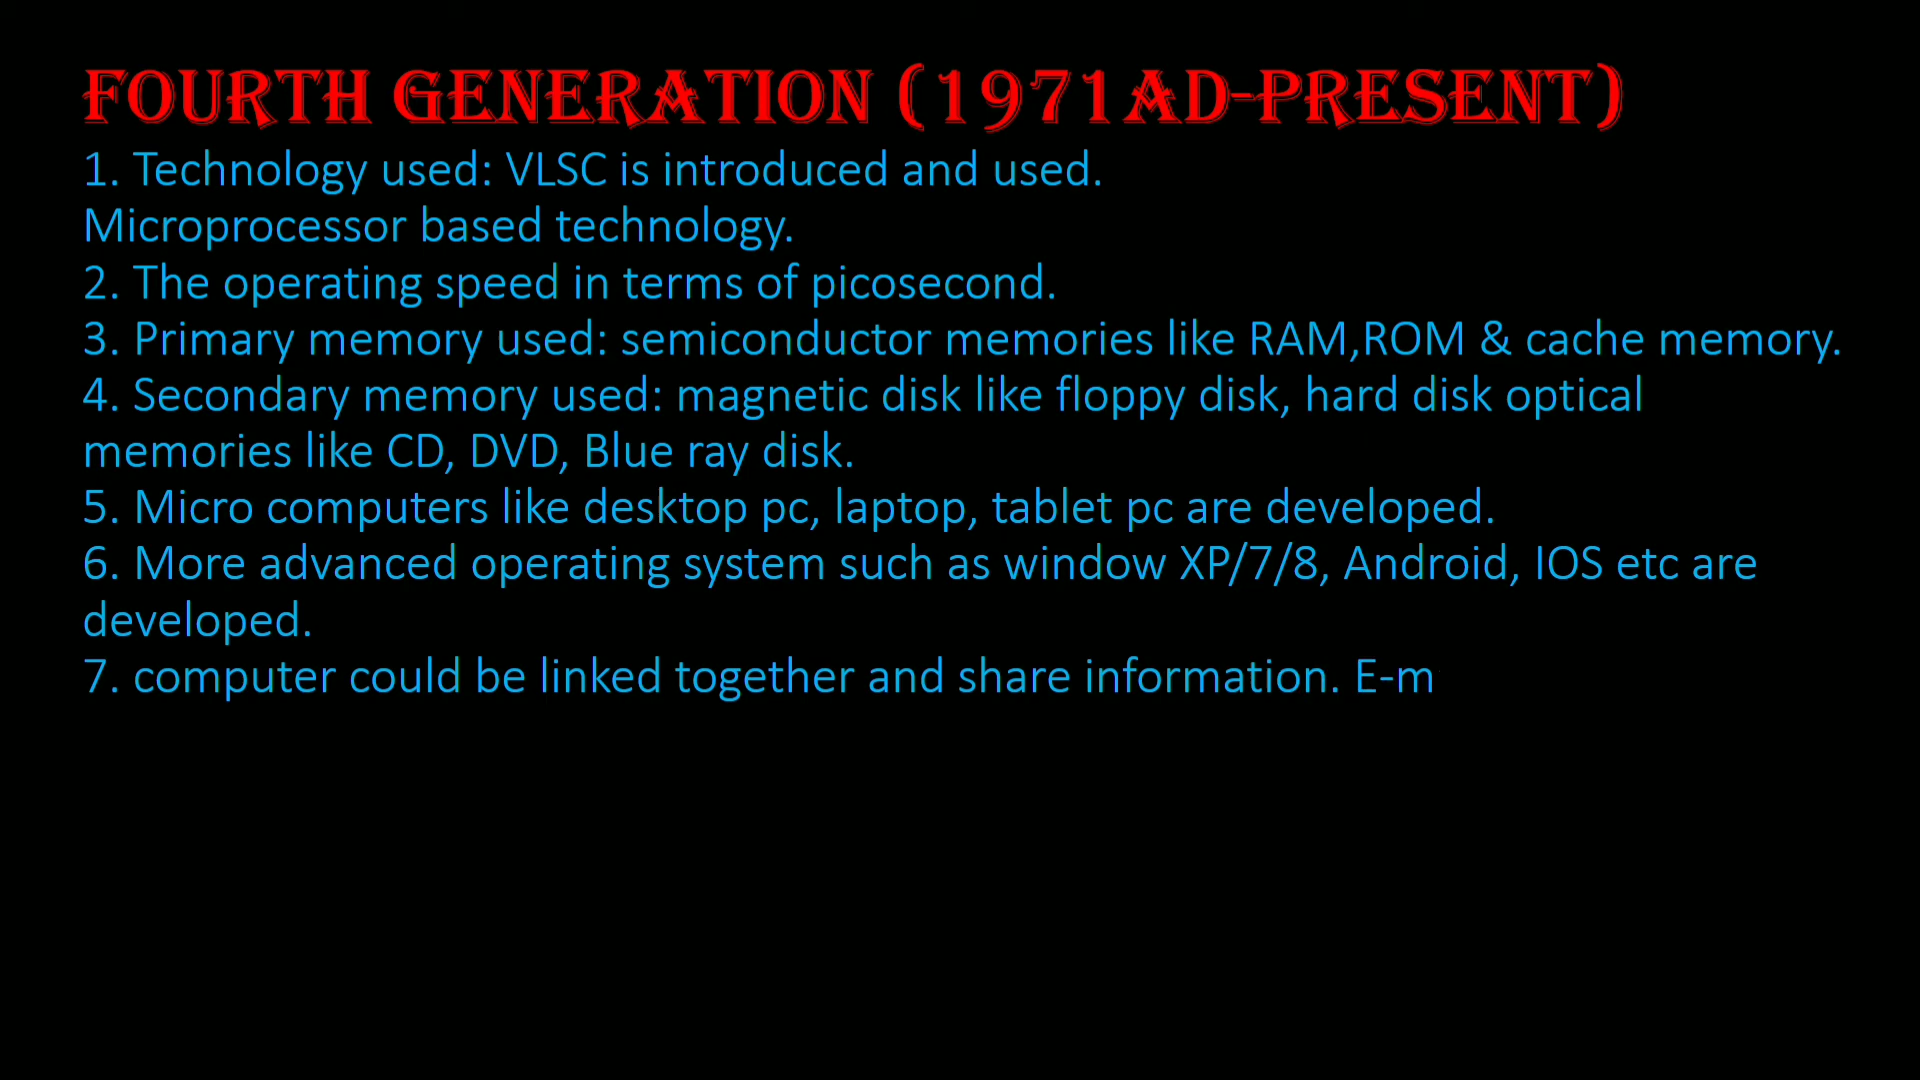 FOURTH GENERATION (1971AD-PRESENT)
1. Technology used: VLSC is introduced and used.
Microprocessor based technology.
2. The operating speed in terms of picosecond.
3. Primary memory used: semiconductor memories like RAM,ROM & cache memory.
4. Secondary memory used: magnetic disk like floppy disk, hard disk optical
memories like CD, DVD, Blue ray disk.
5. Micro computers like desktop pc, laptop, tablet pc are developed.
6. More advanced operating system such as window XP/7/8, Android, IOS etc are
developed.
7. computer could be linked together and share information. E-m